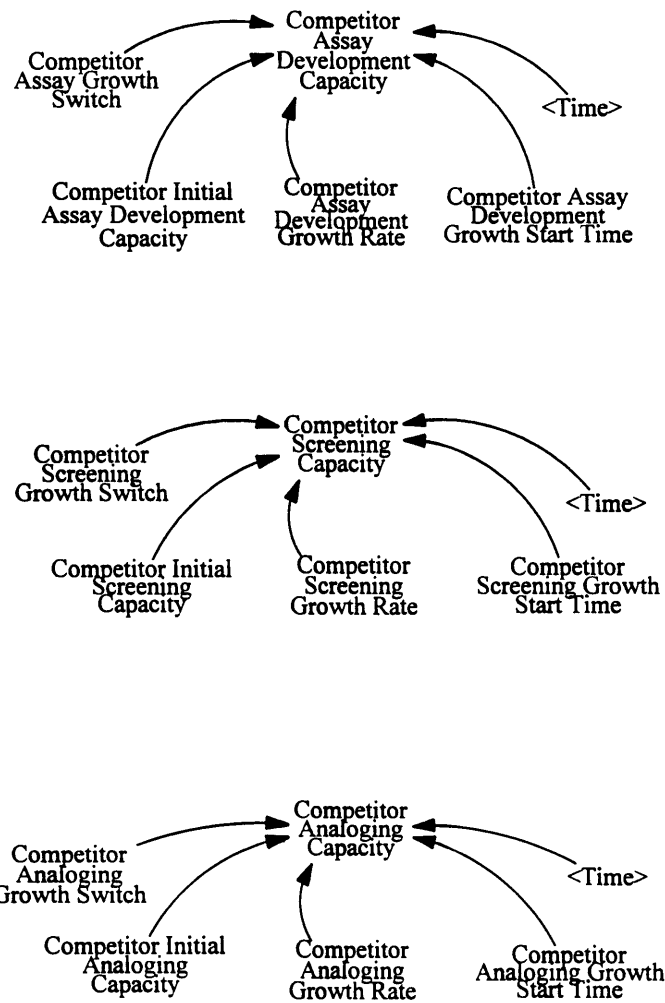 Competitor
Assay
Development
Capacity
Competitor
Assay Growth
Switch
<Time>
Competitor Initial
Assay Development
Capacity
Competitor
Assay
Development
Growth Rate
Competitor Assay
Development
Growth Start Time
Competitor
Screening
Capacity
Competitor
Screening
Growth Switch
<Time>
Competitor Initial
Screening
Capacity
Competitor
Screening
Growth Rate
Competitor
Screening Growth
Start Time
Competitor
Analoging
Capacity
Competitor
Analoging
Growth Switch
<Time>
Competitor Initial
Analoging
Capacity
Competitor
Analoging
Growth Rate
Competitor
Analoging Growth
Start Time